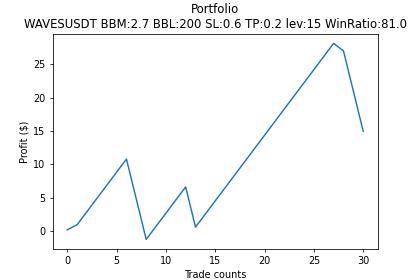 Portfolio
WAVESUSDT BBM:2.7 BBL:200 SL:0.6 TP:0.2 lev:15 WinRatio:81.0
Profit ($)
25
20
15
10
5
0
0 5 10 15 20 25 30
Trade counts